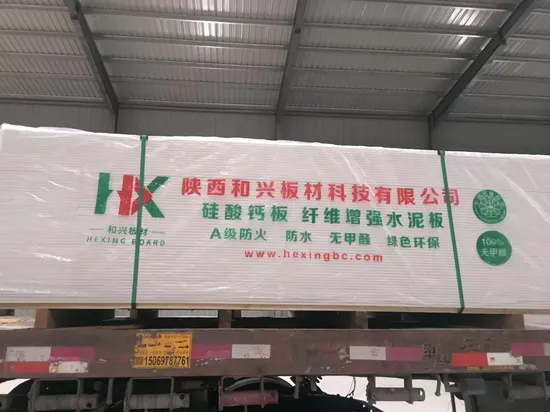 HX
和兴板材
HEXING BOARD
陕西和兴板材科技有限公司
硅酸钙板 纤维增强水泥板
A级防火 防水 无甲醛 绿色环保
www.hexingbc.com
100%
无甲醛
15069787761